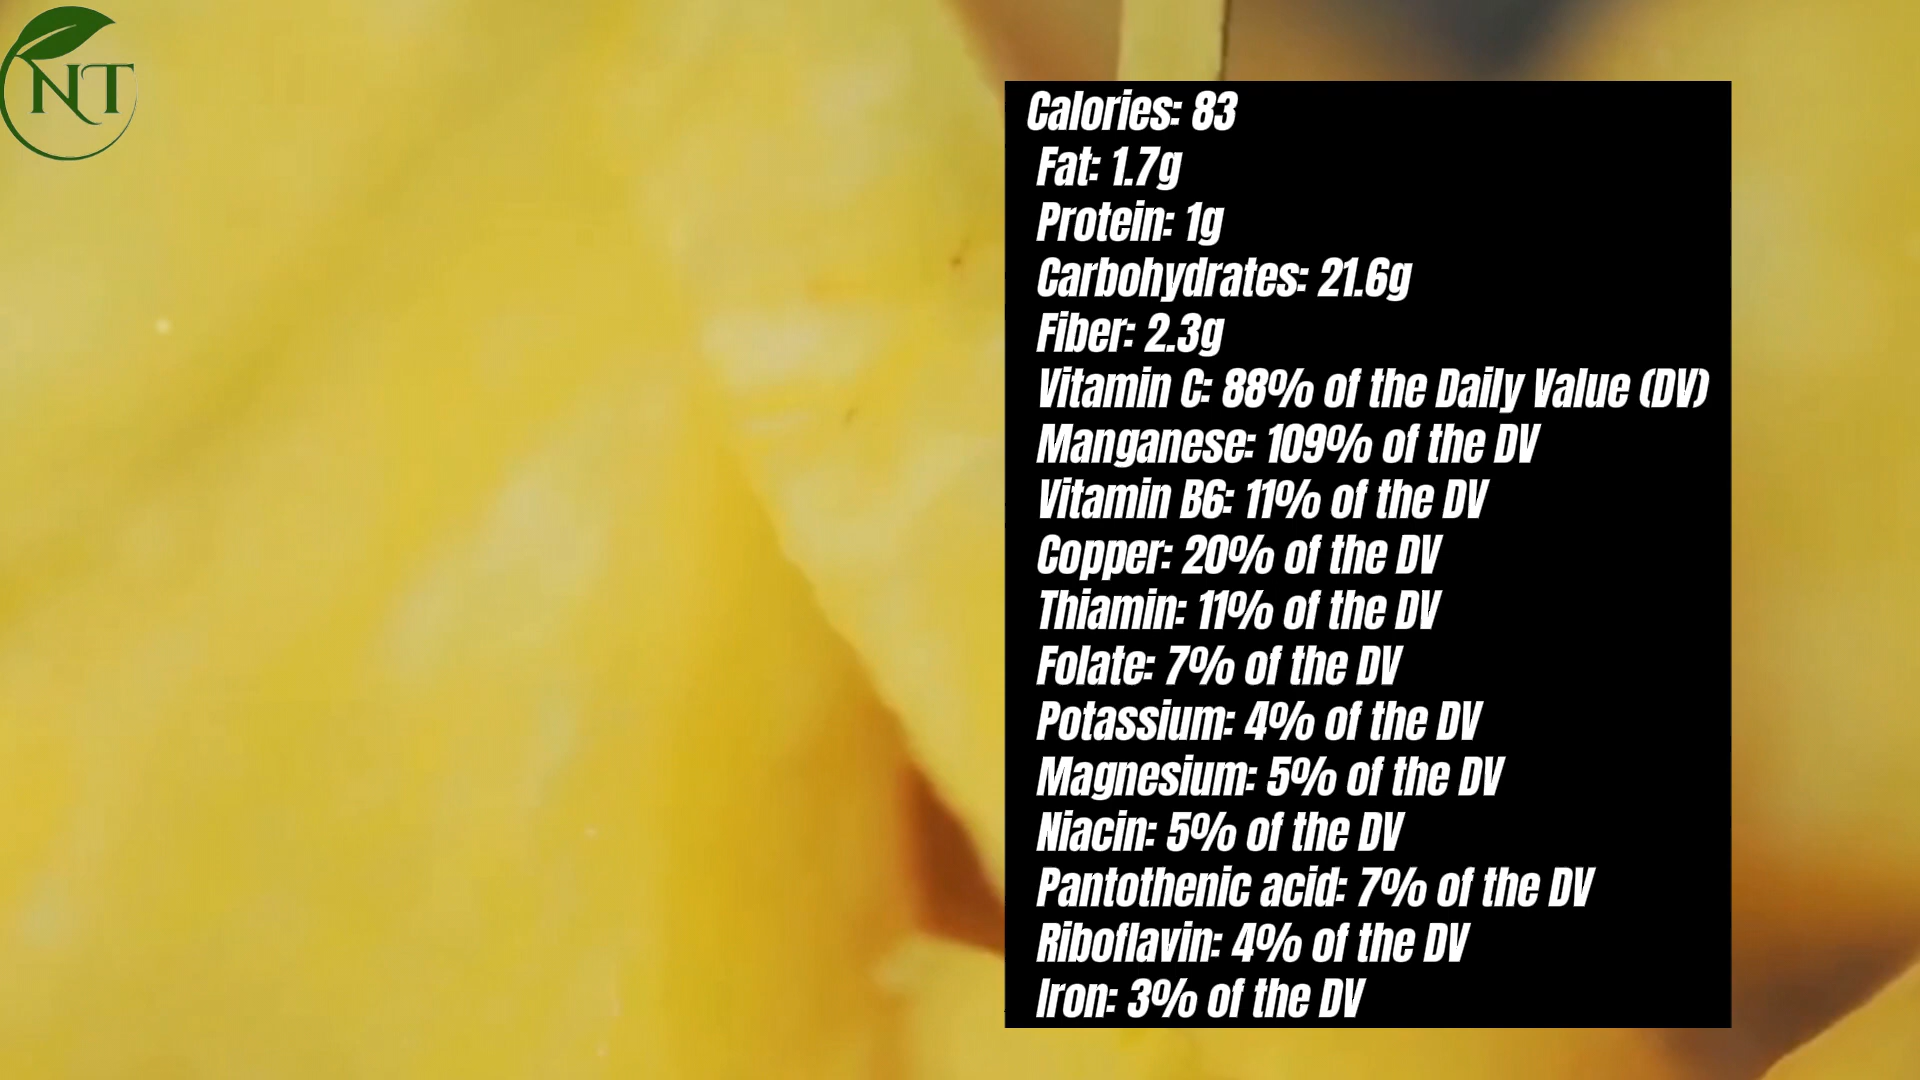 NT
Calories: 83
Fat: 1.7g
Protein: 1g
Carbohydrates: 21.6g
Fiber: 2.3g
Vitamin C: 88% of the Daily Value (DV)
Manganese: 109% of the DV
Vitamin B6: 11% of the DV
Copper: 20% of the DV
Thiamin: 11% of the DV
Folate: 7% of the DV
Potassium: 4% of the DV
Magnesium: 5% of the DV
Niacin: 5% of the DV
Pantothenic acid: 7% of the DV
Riboflavin: 4% of the DV
Iron: 3% of the DV